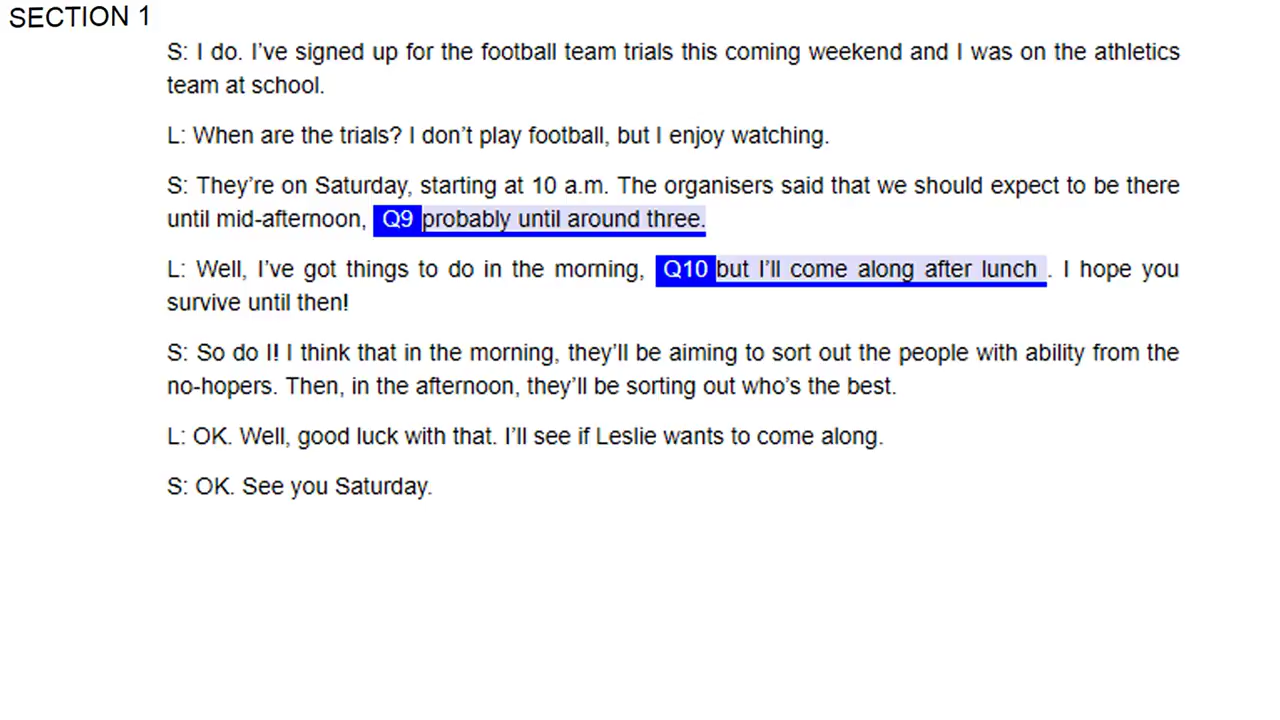 SECTION 1
S: I do. I've signed up for the football team trials this coming weekend and I was on the athletics
team at school.
L: When are the trials? I don't play football, but I enjoy watching.
S: They're on Saturday, starting at 10 a.m. The organisers said that we should expect to be there
until mid-afternoon, Q9 probably until around three.
L: Well, I've got things to do in the morning, Q10 but I'll come along after lunch . I hope you
survive until then!
S: So do I! I think that in the morning, they'll be aiming to sort out the people with ability from the
no-hopers. Then, in the afternoon, they'll be sorting out who's the best.
L: OK. Well, good luck with that. I'll see if Leslie wants to come along.
S: OK. See you Saturday.